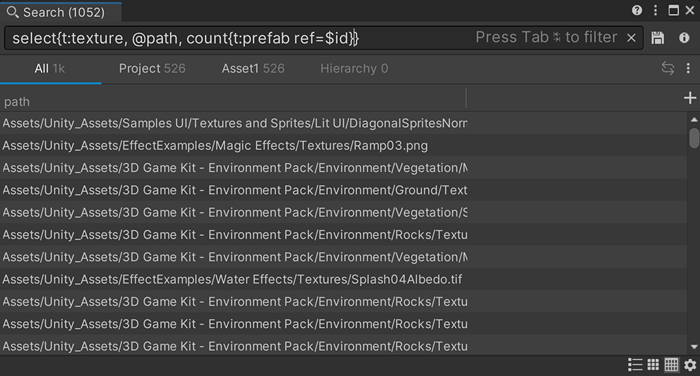 Search (1052)
select{t:texture, @path, count{t:prefab ref=$id}}
Press Tab to filter
All 1k Project 526 Asset1 526 Hierarchy 0
path
Assets/Unity_Assets/Samples UI/Textures and Sprites/Lit UI/DiagonalSpritesNorn
Assets/Unity_Assets/EffectExamples/Magic Effects/Textures/Ramp03.png
Assets/Unity_Assets/3D Game Kit - Environment Pack/Environment/Vegetation/M
Assets/Unity_Assets/3D Game Kit - Environment Pack/Environment/Ground/Text
Assets/Unity_Assets/3D Game Kit - Environment Pack/Environment/Vegetation/S
Assets/Unity_Assets/3D Game Kit - Environment Pack/Environment/Rocks/Textu
Assets/Unity_Assets/3D Game Kit - Environment Pack/Environment/Vegetation/M
Assets/Unity_Assets/EffectExamples/Water Effects/Textures/Splash04Albedo.tif
Assets/Unity_Assets/3D Game Kit - Environment Pack/Environment/Rocks/Textu
Assets/Unity_Assets/3D Game Kit - Environment Pack/Environment/Rocks/Textu
Assets/Unity_Assets/3D Game Kit - Environment Pack/Environment/Rocks/Textu